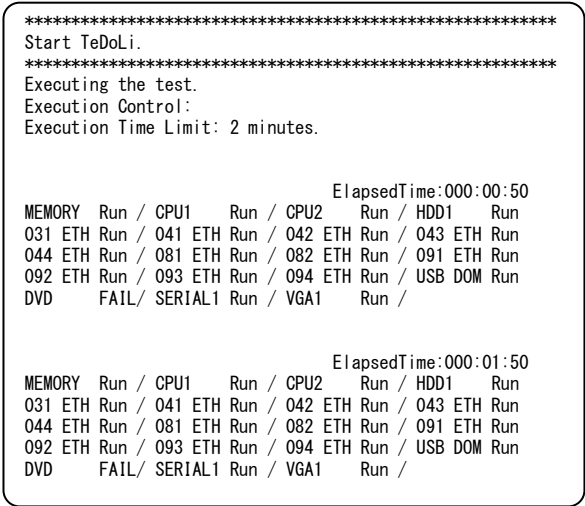 *********************************************************
Start TeDoLi.
*********************************************************
Executing the test.
Execution Control:
Execution Time Limit: 2 minutes.
ElapsedTime:000:00:50
MEMORY  Run / CPU1    Run / CPU2    Run / HDD1    Run
031 ETH Run / 041 ETH Run / 042 ETH Run / 043 ETH Run
044 ETH Run / 081 ETH Run / 082 ETH Run / 091 ETH Run
092 ETH Run / 093 ETH Run / 094 ETH Run / USB DOM Run
DVD     FAIL/ SERIAL1 Run / VGA1    Run /
ElapsedTime:000:01:50
MEMORY  Run / CPU1    Run / CPU2    Run / HDD1    Run
031 ETH Run / 041 ETH Run / 042 ETH Run / 043 ETH Run
044 ETH Run / 081 ETH Run / 082 ETH Run / 091 ETH Run
092 ETH Run / 093 ETH Run / 094 ETH Run / USB DOM Run
DVD     FAIL/ SERIAL1 Run / VGA1    Run /